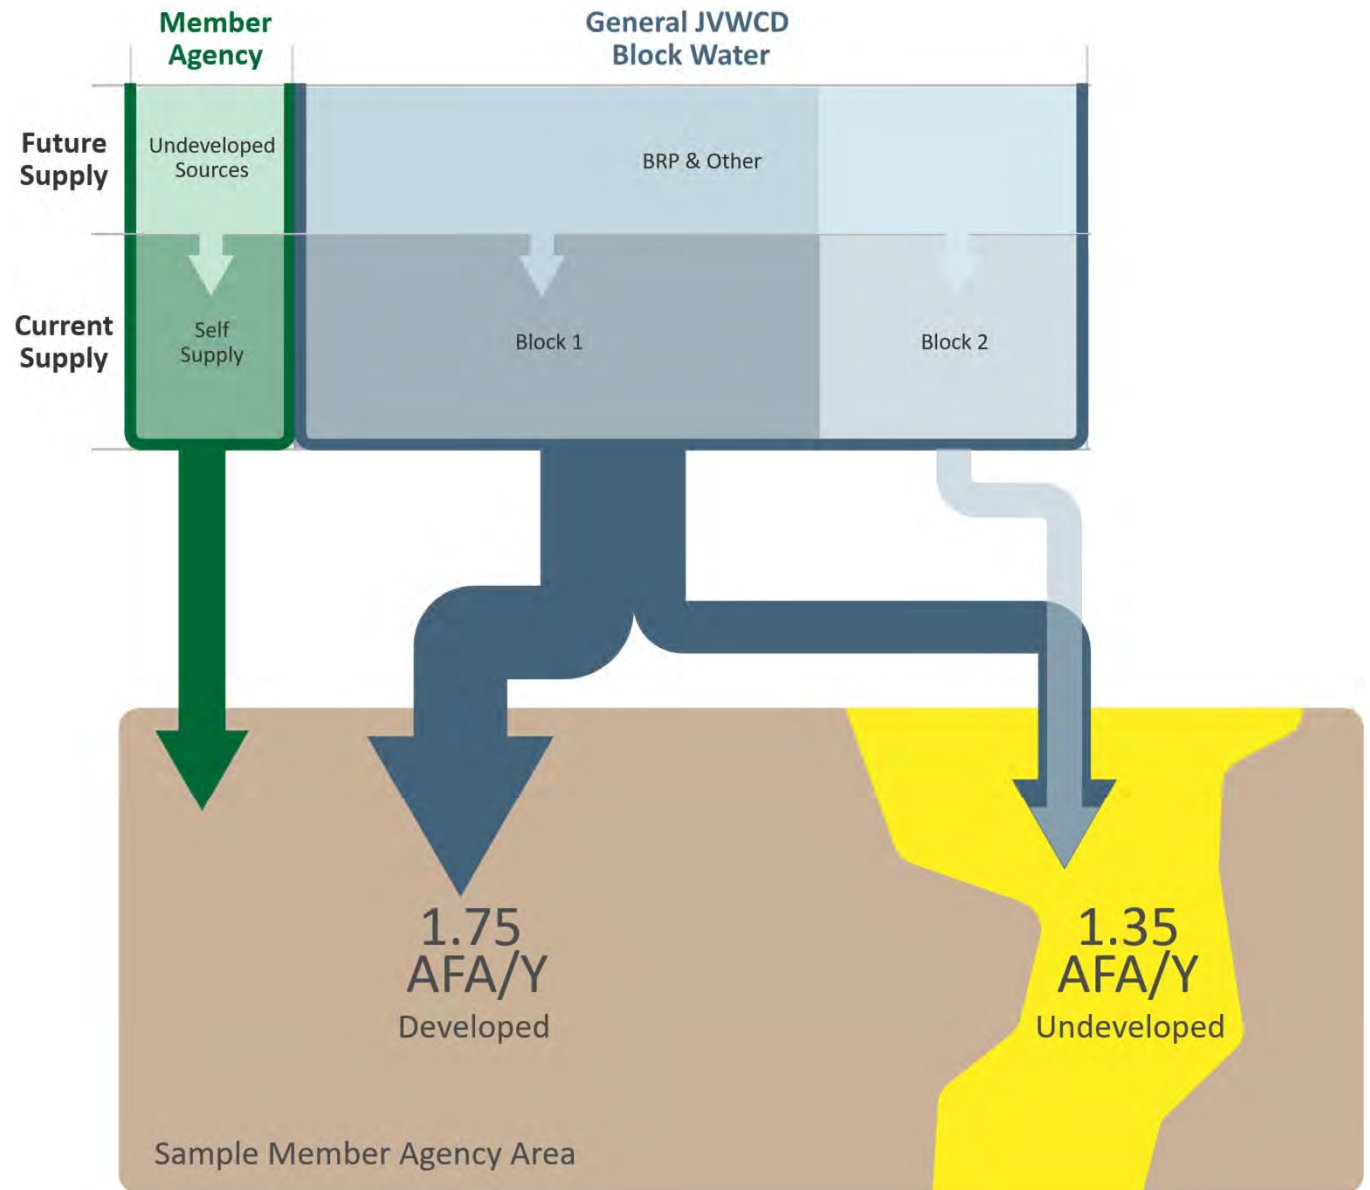 Member
Agency
General JVWCD
Block Water
Future
Supply
Undeveloped
Sources
BRP & Other
Current
Supply
Self
Supply
Block 1
Block 2
1.75
AFA/Y
Developed
1.35
AFA/Y
Undeveloped
Sample Member Agency Area